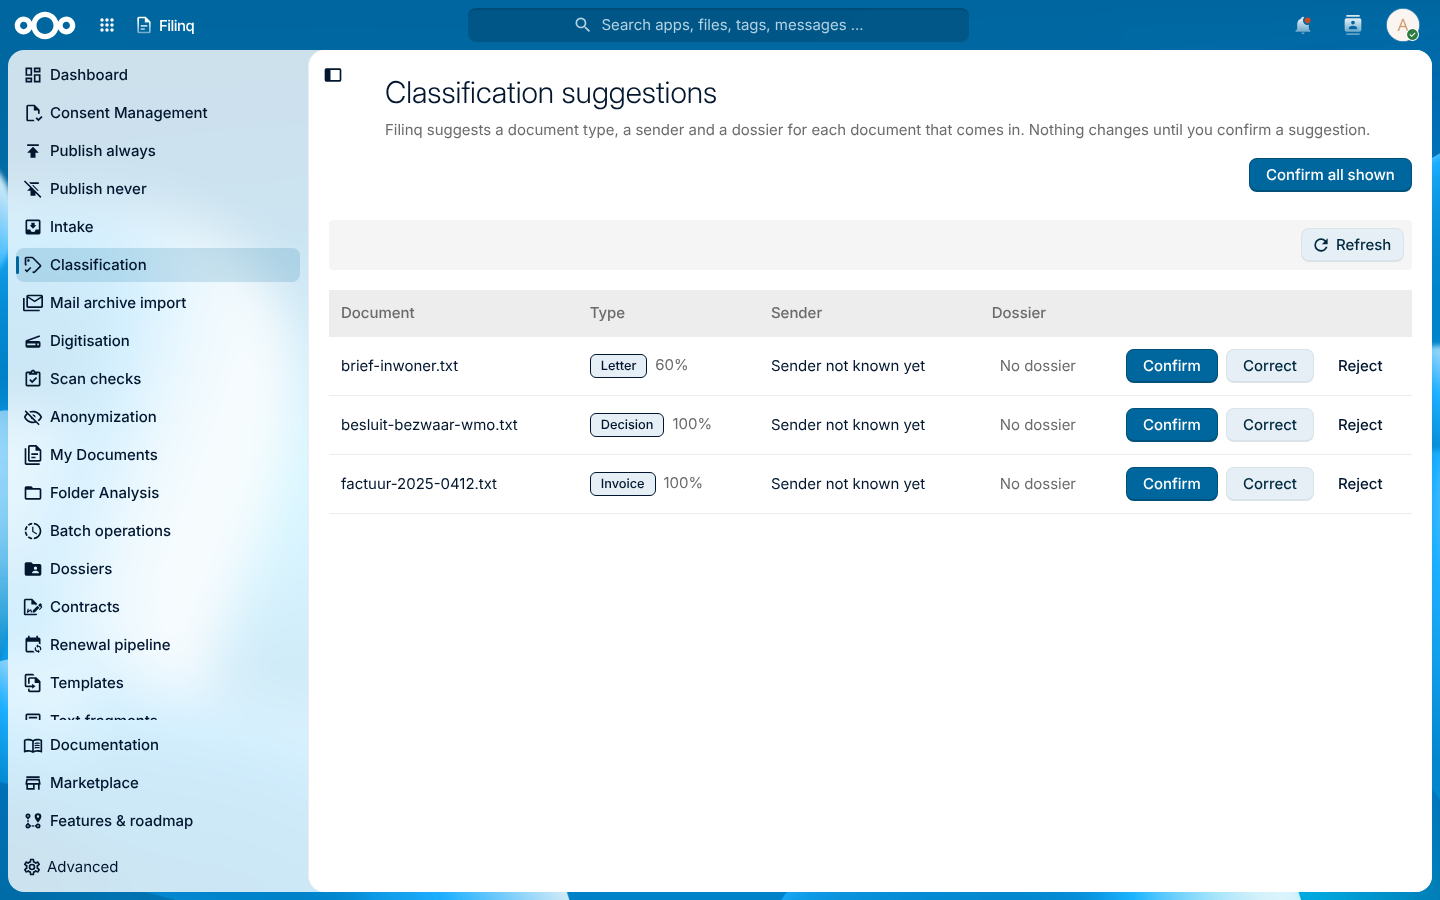 Filinq
Search apps, files, tags, messages ...
A
Dashboard
Consent Management
Publish always
Publish never
Intake
Classification
Mail archive import
Digitisation
Scan checks
Anonymization
My Documents
Folder Analysis
Batch operations
Dossiers
Contracts
Renewal pipeline
Templates
Text fragments
Documentation
Marketplace
Features & roadmap
Advanced
Classification suggestions
Filinq suggests a document type, a sender and a dossier for each document that comes in. Nothing changes until you confirm a suggestion.
Confirm all shown
Refresh
Document Type Sender Dossier
brief-inwoner.txt Letter 60% Sender not known yet No dossier Confirm Correct Reject
besluit-bezwaar-wmo.txt Decision 100% Sender not known yet No dossier Confirm Correct Reject
factuur-2025-0412.txt Invoice 100% Sender not known yet No dossier Confirm Correct Reject